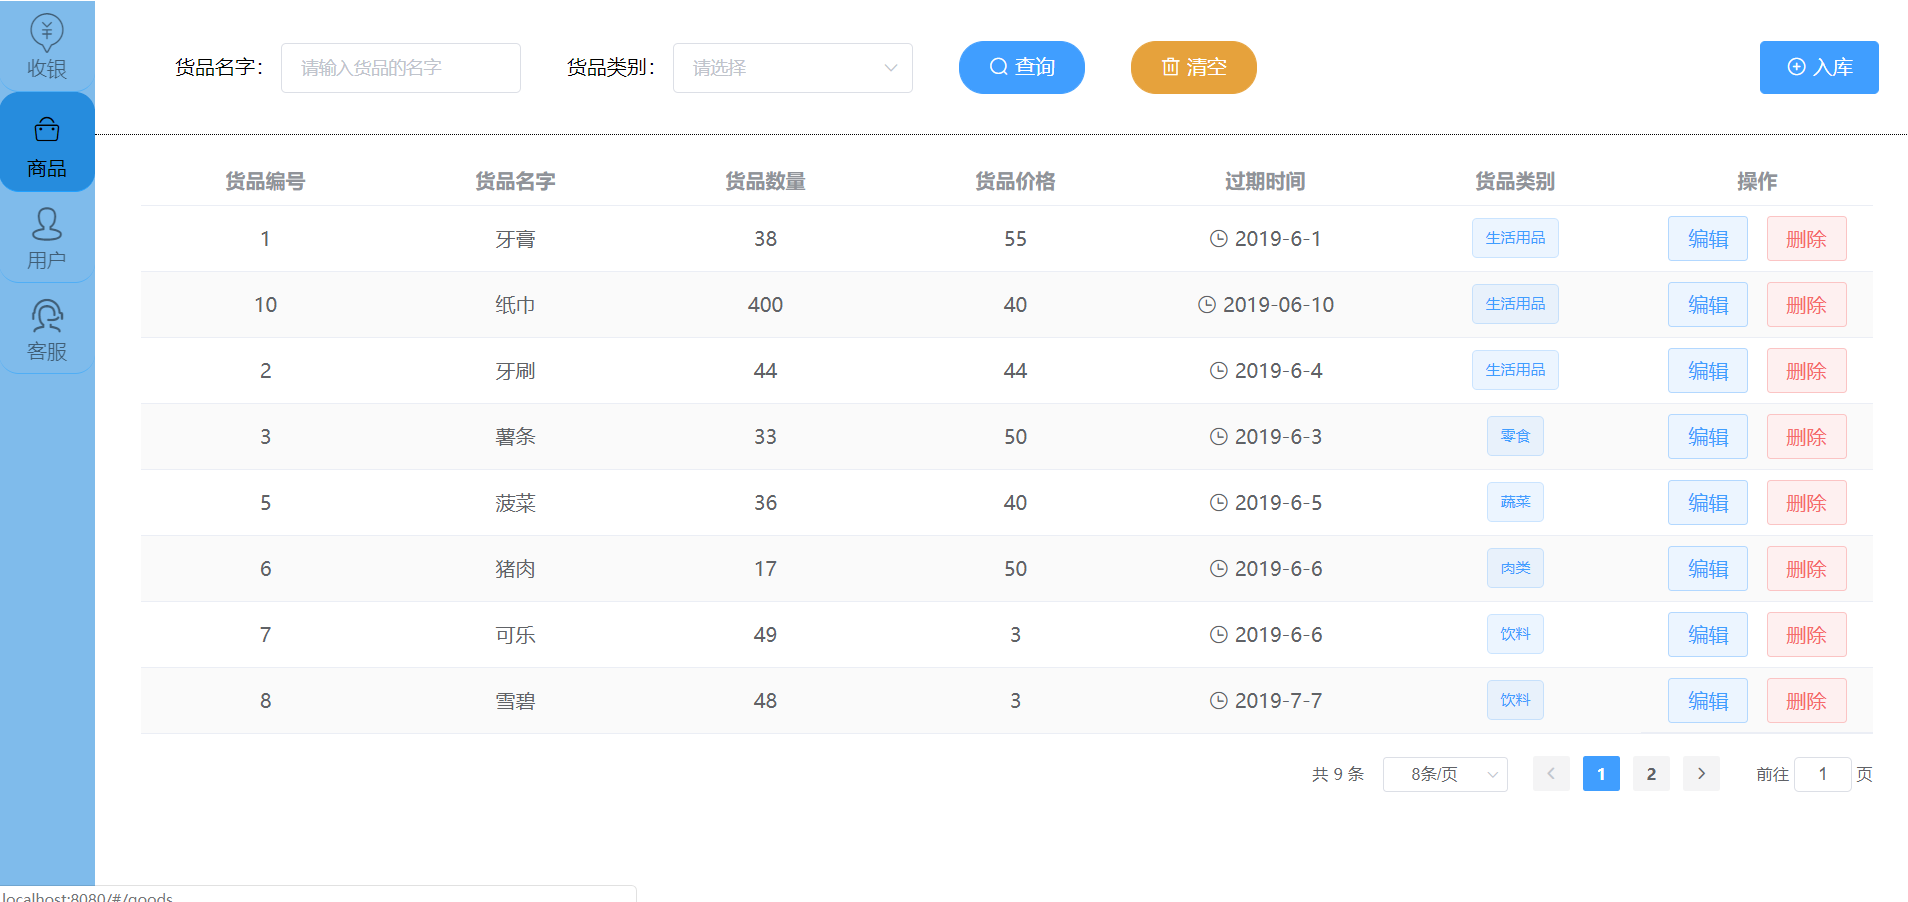 收银
商品
用户
客服
货品名字： 请输入货品的名字 货品类别： 请选择 查询 清空 入库
货品编号 货品名字 货品数量 货品价格 过期时间 货品类别 操作
1 牙膏 38 55 2019-6-1 生活用品 编辑 删除
10 纸巾 400 40 2019-06-10 生活用品 编辑 删除
2 牙刷 44 44 2019-6-4 生活用品 编辑 删除
3 薯条 33 50 2019-6-3 零食 编辑 删除
5 菠菜 36 40 2019-6-5 蔬菜 编辑 删除
6 猪肉 17 50 2019-6-6 肉类 编辑 删除
7 可乐 49 3 2019-6-6 饮料 编辑 删除
8 雪碧 48 3 2019-7-7 饮料 编辑 删除
共 9 条 8条/页 1 2 前往 1 页
localhost:8080/#/goods